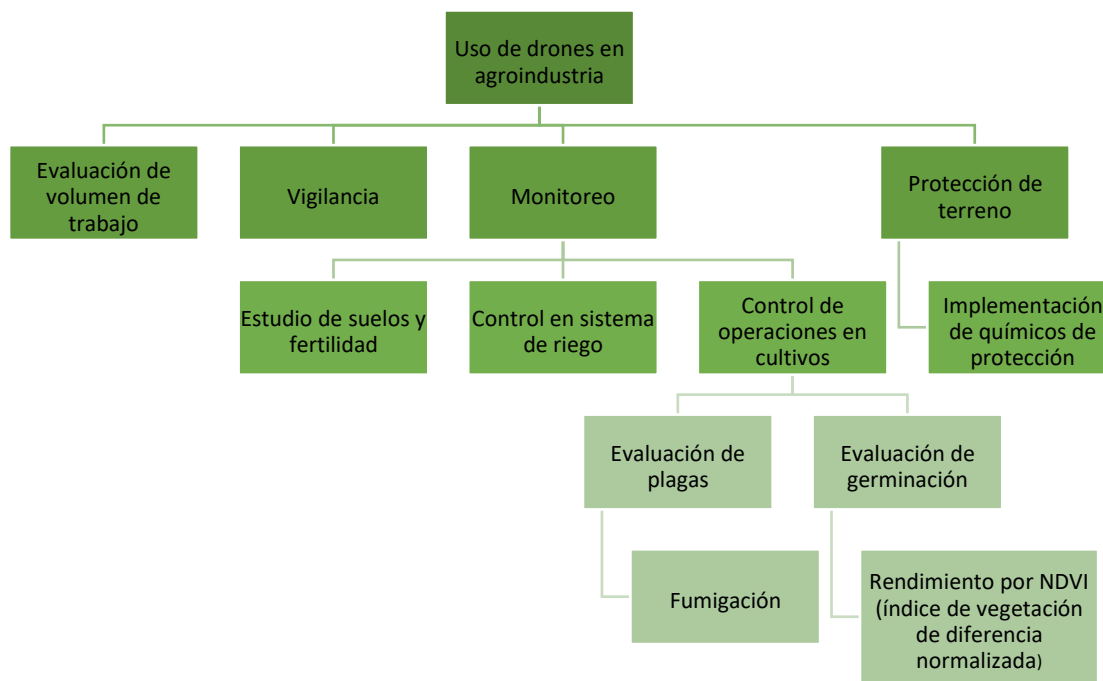 Uso de drones en
agroindustria
Evaluación de
volumen de
trabajo
Vigilancia
Monitoreo
Protección de
terreno
Estudio de suelos y
fertilidad
Control en sistema
de riego
Control de
operaciones en
cultivos
Implementación
de químicos de
protección
Evaluación de
plagas
Evaluación de
germinación
Fumigación
Rendimiento por NDVI
(índice de vegetación
de diferencia
normalizada)